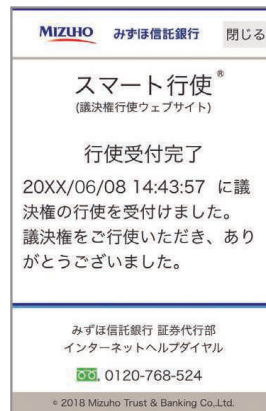 MIZUHO みずほ信託銀行 閉じる
スマート行使®
(議決権行使ウェブサイト)
行使受付完了
20XX/06/08 14:43:57 に議
決権の行使を受付けました。
議決権をご行使いただき、あり
がとうございました。
みずほ信託銀行 証券代行部
インターネットヘルプダイヤル
0120-768-524
© 2018 Mizuho Trust & Banking Co.,Ltd.